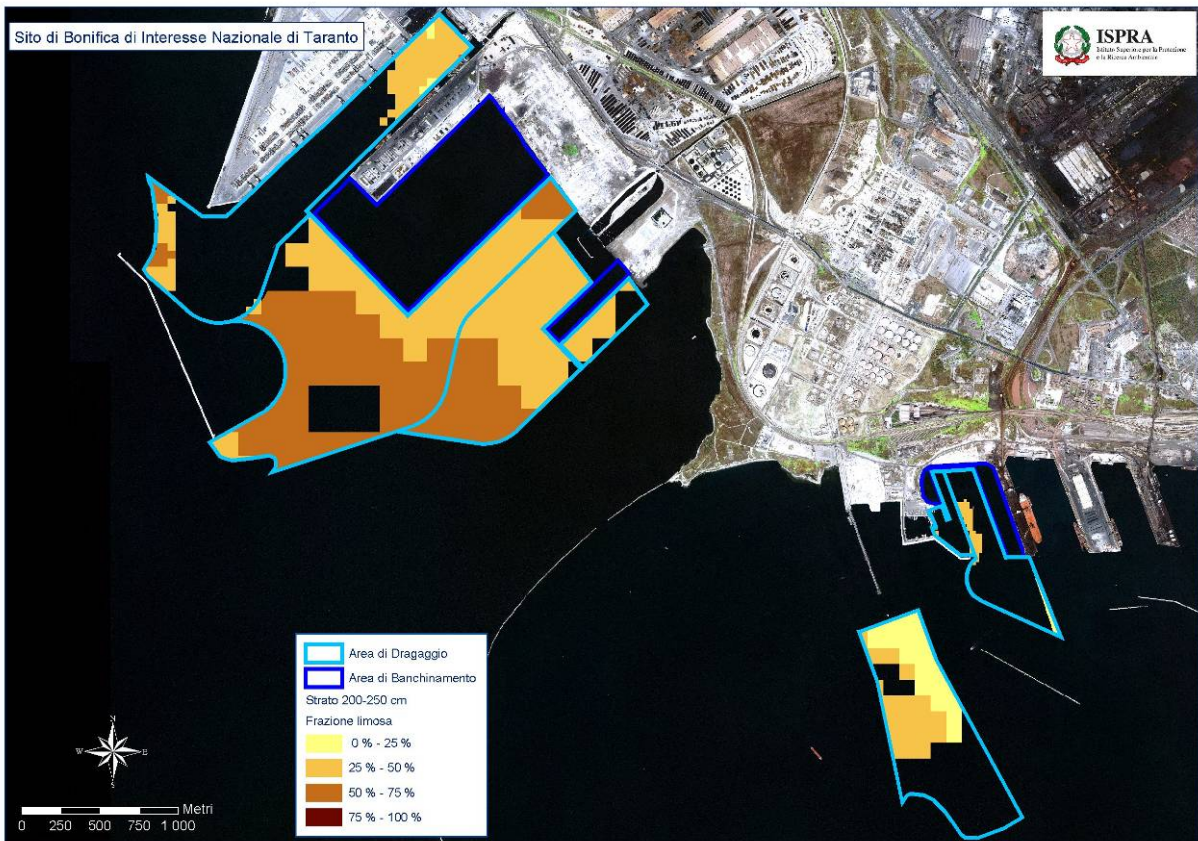 Sito di Bonifica di Interesse Nazionale di Taranto
ISPRA
Istituto Superiore per la Protezione
e la Ricerca Ambientale
Area di Dragaggio
Area di Banchinamento
Strato 200-250 cm
Frazione limosa
0 % - 25 %
25 % - 50 %
50 % - 75 %
75 % - 100 %
N
W E
S
Metri
0 250 500 750 1 000